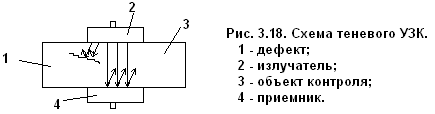 2
3
1
4
Рис. 3.18. Схема теневого УЗК.
1 - дефект;
2 - излучатель;
3 - объект контроля;
4 - приемник.